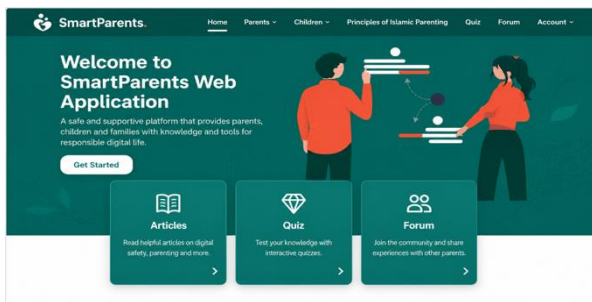 SmartParents.
Home Parents Children Principles of Islamic Parenting Quiz Forum Account
Welcome to
SmartParents Web
Application
A safe and supportive platform that provides parents,
children and families with knowledge and tools for
responsible digital life.
Get Started
Articles
Read helpful articles on digital
safety, parenting and more.
Quiz
Test your knowledge with
interactive quizzes.
Forum
Join the community and share
experiences with other parents.